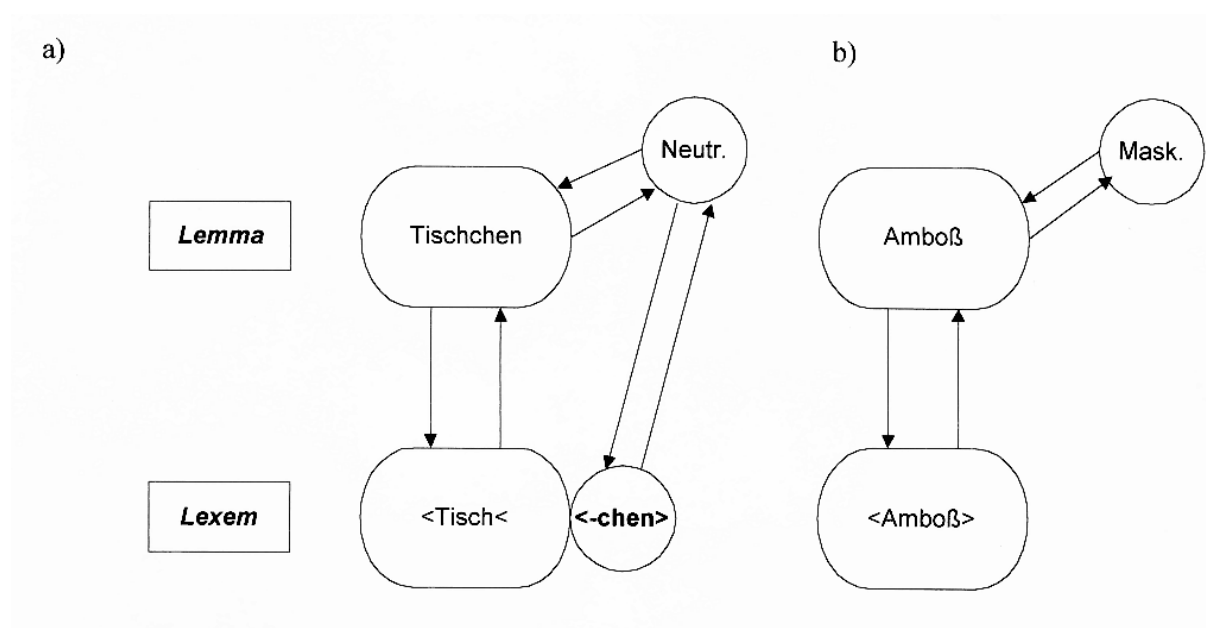 a)
b)
Neutr.
Mask.
Lemma
Tischchen
Amboß
Lexem
<Tisch<
<-chen>
<Amboß>